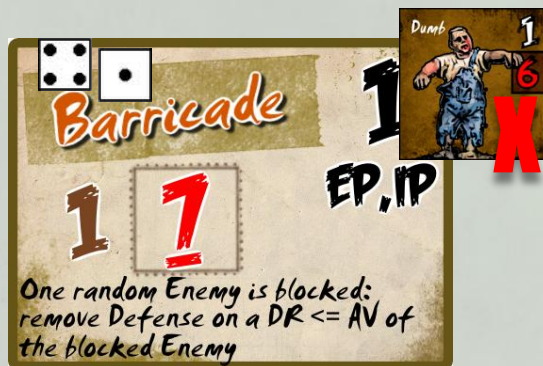 Dumb 1
6
X
Barricade 1
EP,IP
1 7
One random Enemy is blocked:
remove Defense on a DR <= AV of
the blocked Enemy